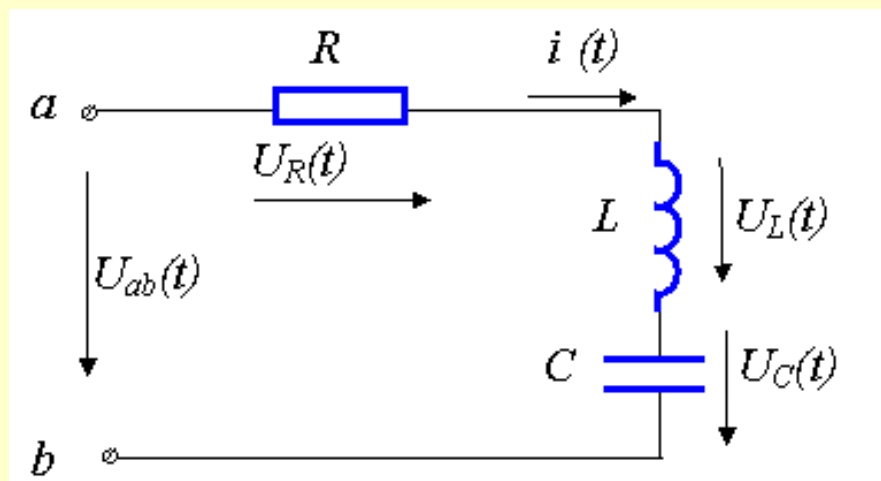 R
i (t)
a
U_R(t)
L
U_L(t)
U_ab(t)
C
U_C(t)
b